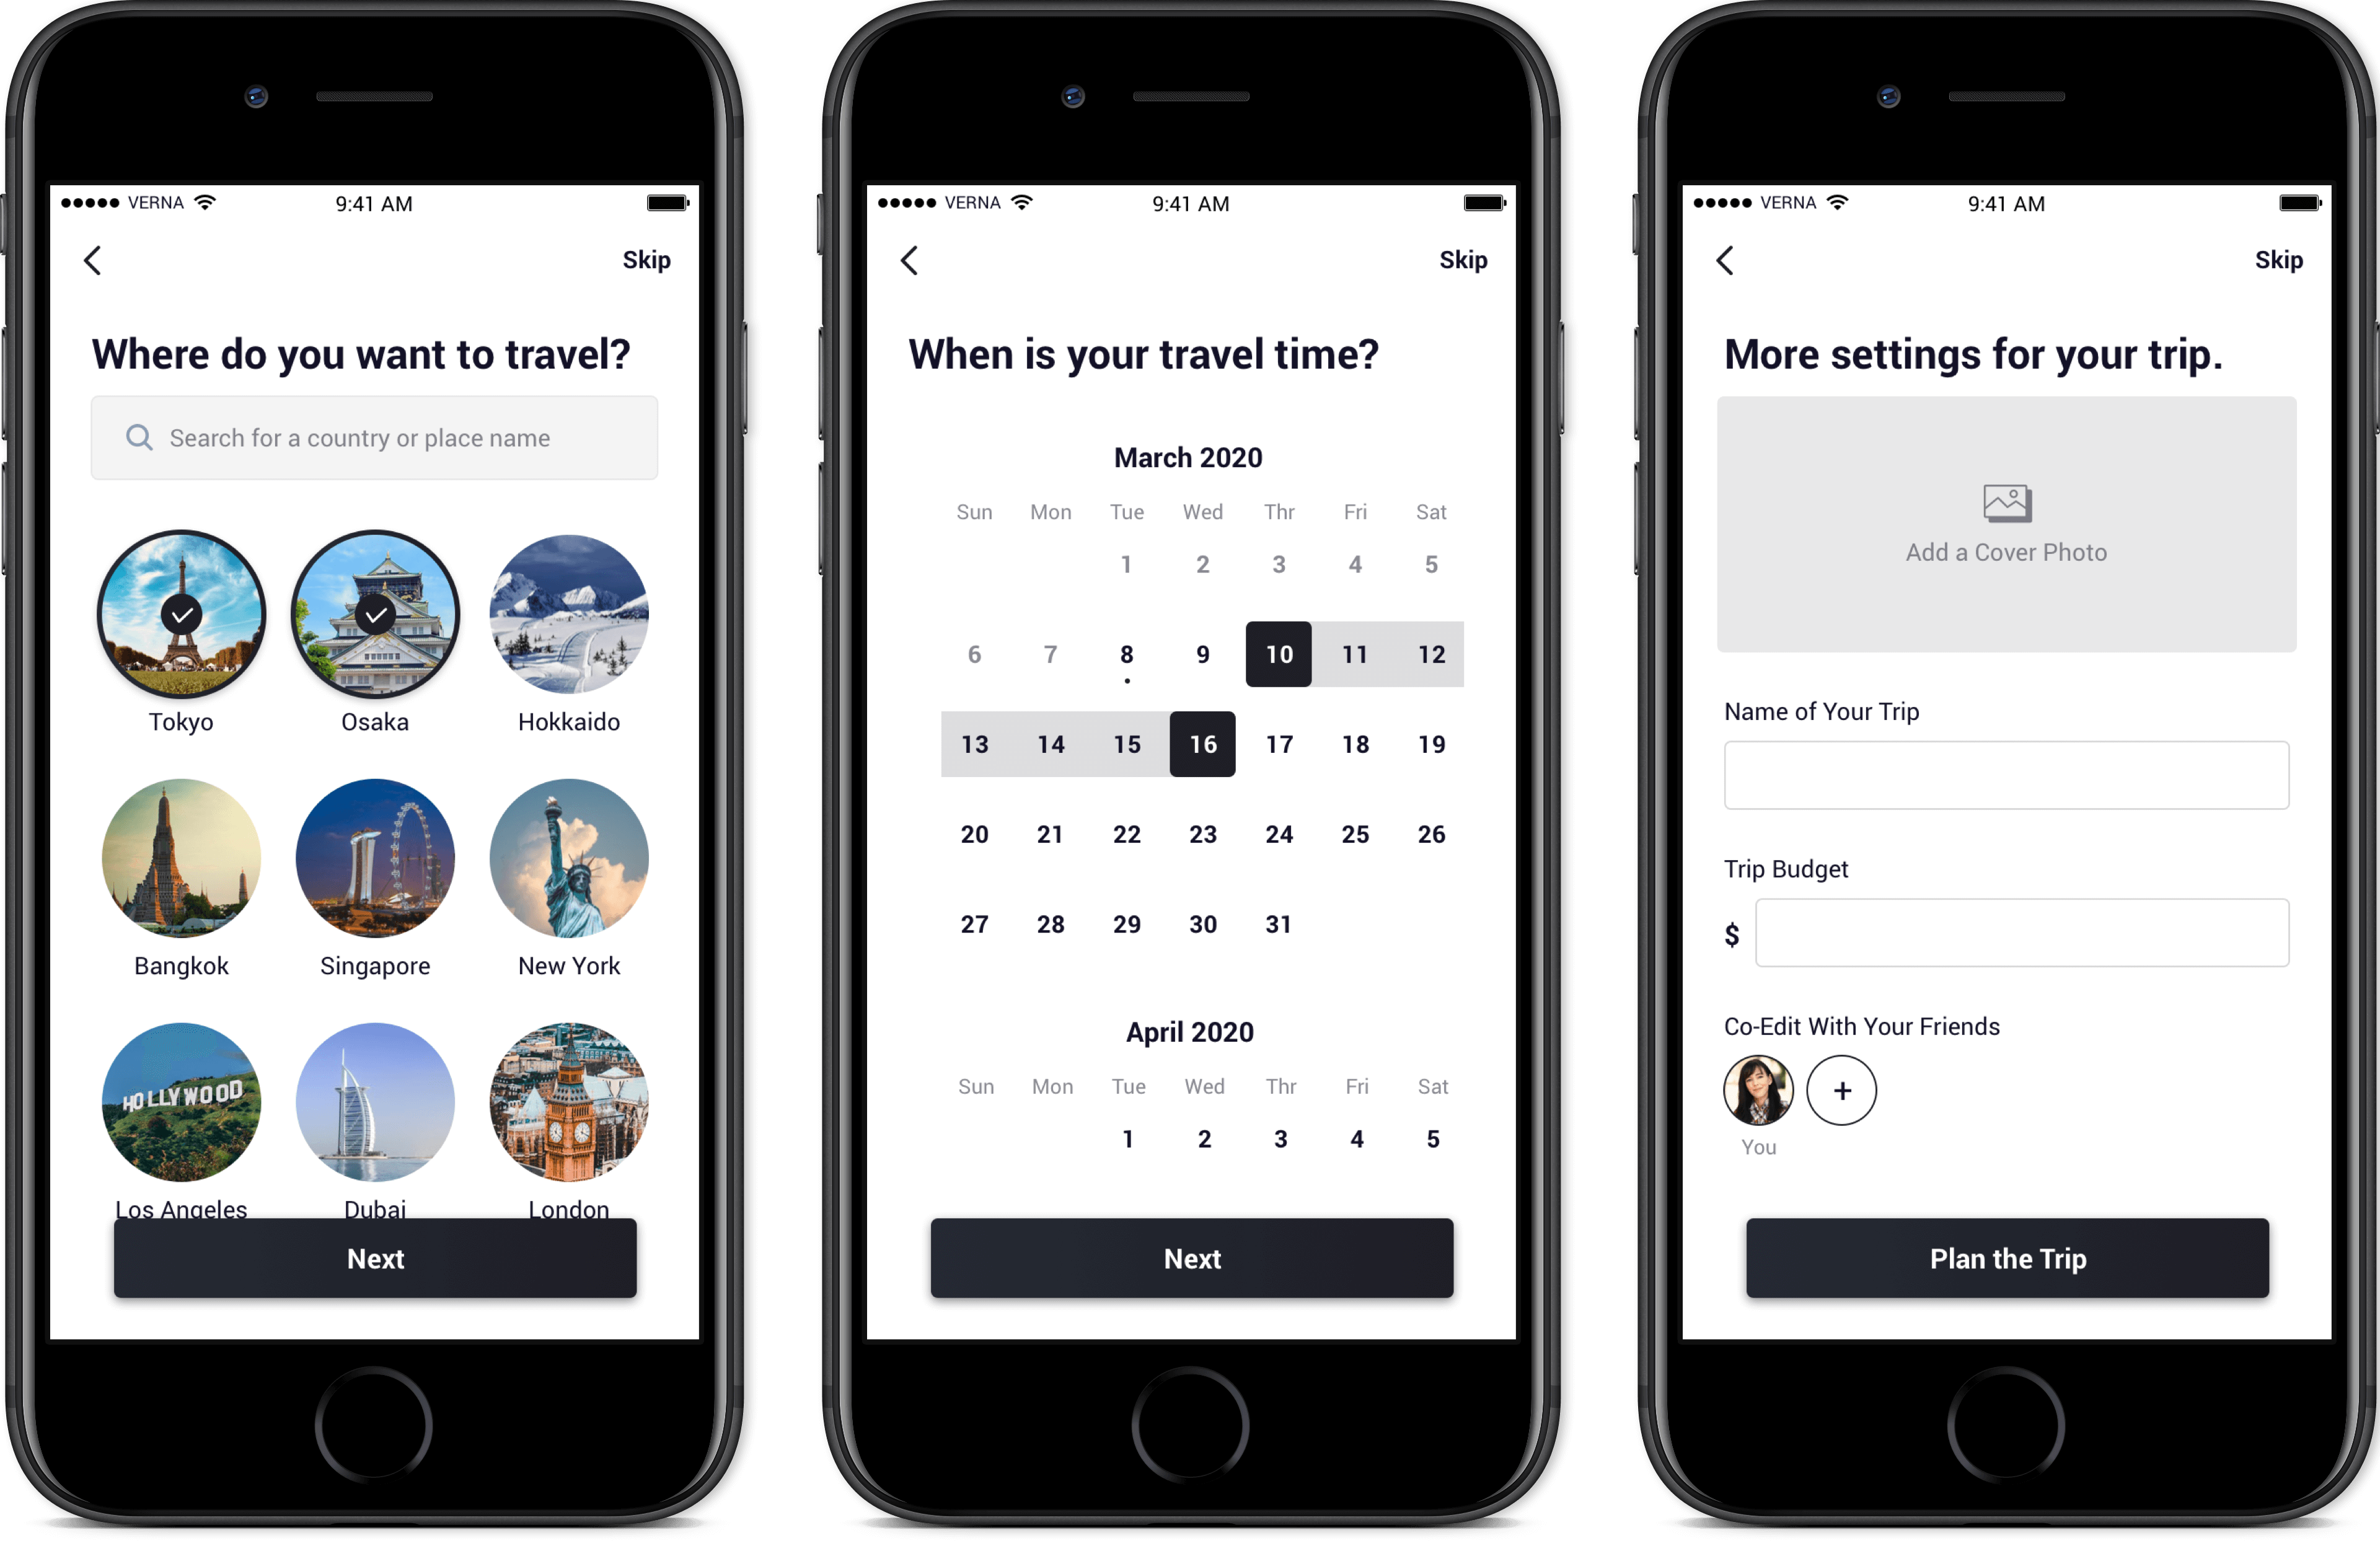 VERNA 9:41 AM
Skip
Where do you want to travel?
Search for a country or place name
Tokyo Osaka Hokkaido
Bangkok Singapore New York
HOLLYWOOD
Los Angeles Dubai London
Next
VERNA 9:41 AM
Skip
When is your travel time?
March 2020
Sun Mon Tue Wed Thr Fri Sat
1 2 3 4 5
6 7 8 9 10 11 12
13 14 15 16 17 18 19
20 21 22 23 24 25 26
27 28 29 30 31
April 2020
Sun Mon Tue Wed Thr Fri Sat
1 2 3 4 5
Next
VERNA 9:41 AM
Skip
More settings for your trip.
Add a Cover Photo
Name of Your Trip
Trip Budget
$
Co-Edit With Your Friends
+
You
Plan the Trip